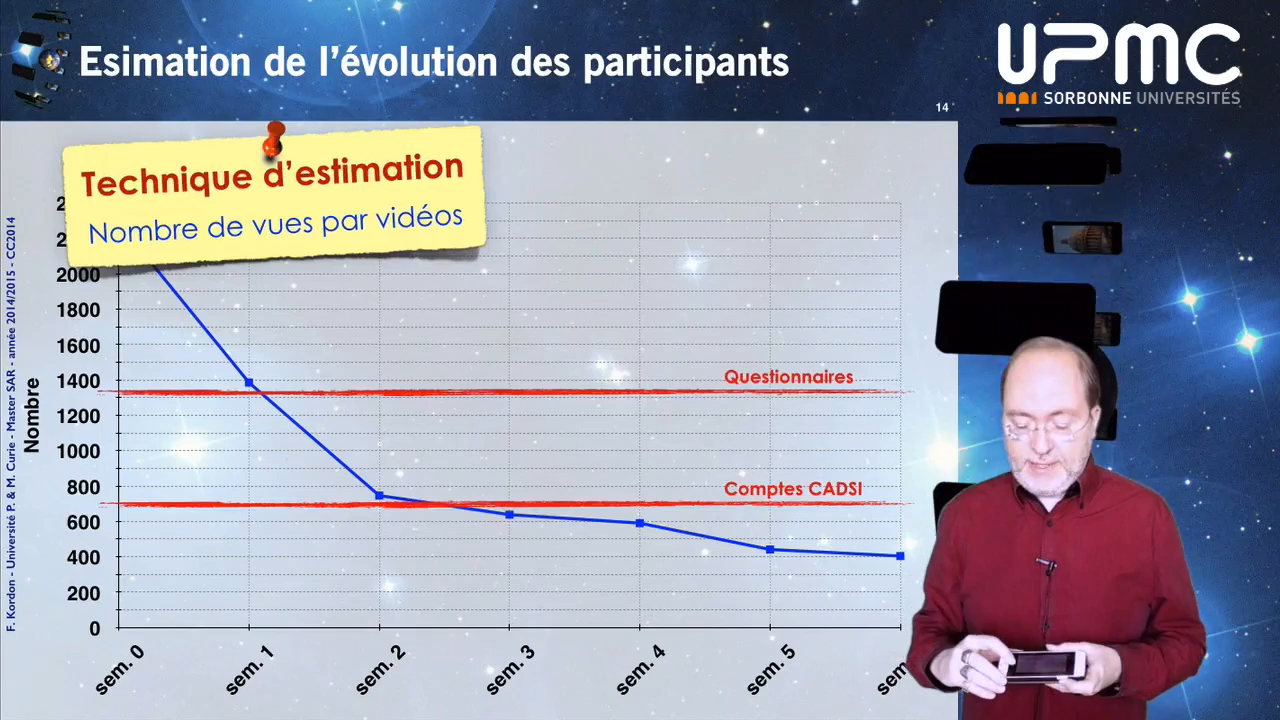 Esimation de l'évolution des participants
UPMC
SORBONNE UNIVERSITÉS
14
Technique d'estimation
Nombre de vues par vidéos
F. Kordon - Université P. & M. Curie - Master SAR - année 2014/2015 - CC2014
Nombre
2000
1800
1600
1400
1200
1000
800
600
400
200
0
Questionnaires
Comptes CADSI
sem. 0
sem. 1
sem. 2
sem. 3
sem. 4
sem. 5
sem